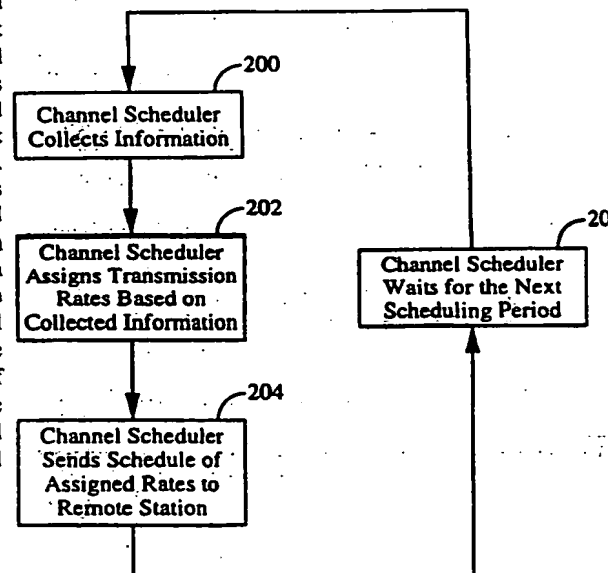 200
Channel Scheduler
Collects Information
202
Channel Scheduler
Assigns Transmission
Rates Based on
Collected Information
204
Channel Scheduler
Sends Schedule of
Assigned Rates to
Remote Station
Channel Scheduler
Waits for the Next
Scheduling Period